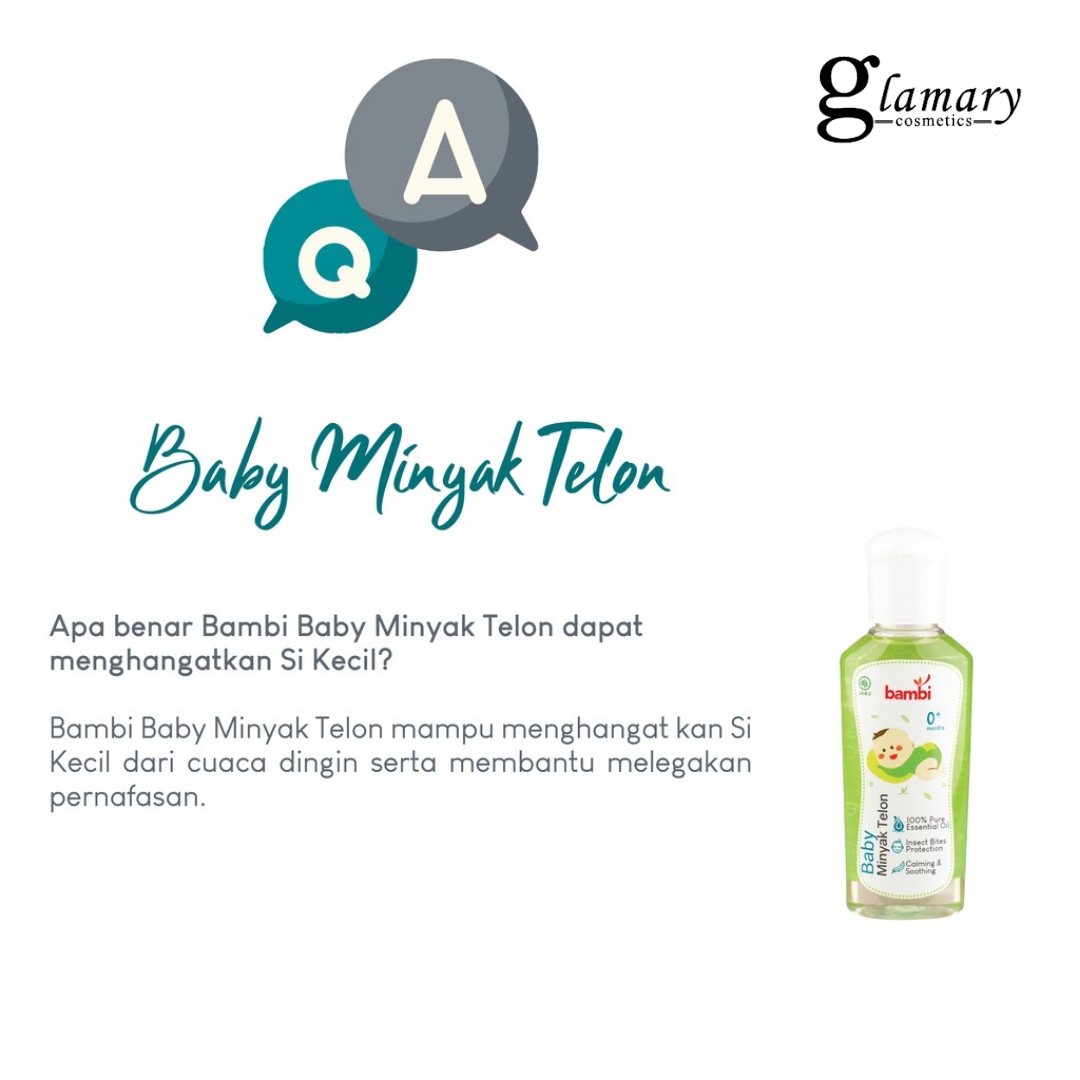 A
Q
glamary
cosmetics
Baby Minyak Telon
Apa benar Bambi Baby Minyak Telon dapat
menghangatkan Si Kecil?
Bambi Baby Minyak Telon mampu menghangat kan Si
Kecil dari cuaca dingin serta membantu melegakan
pernafasan.
JAMU
bambi
0+
months
Baby
Minyak Telon
100% Pure
Essential Oil
Insect Bites
Protection
Calming &
Soothing